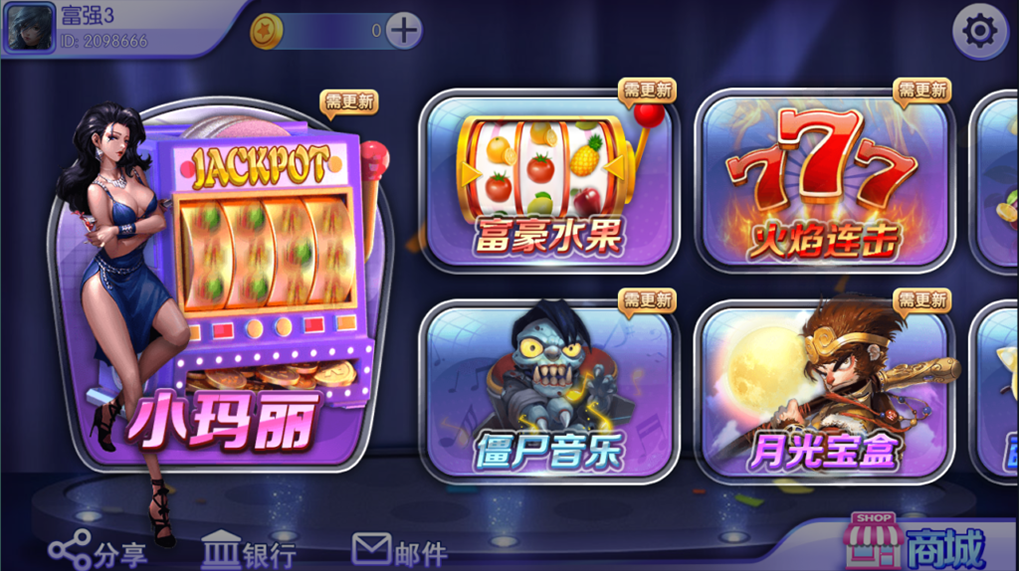 富强3
ID: 2098666
0
需更新
JACKPOT
小玛丽
需更新
富豪水果
需更新
777
火焰连击
需更新
僵尸音乐
需更新
月光宝盒
分享
银行
邮件
SHOP
商城